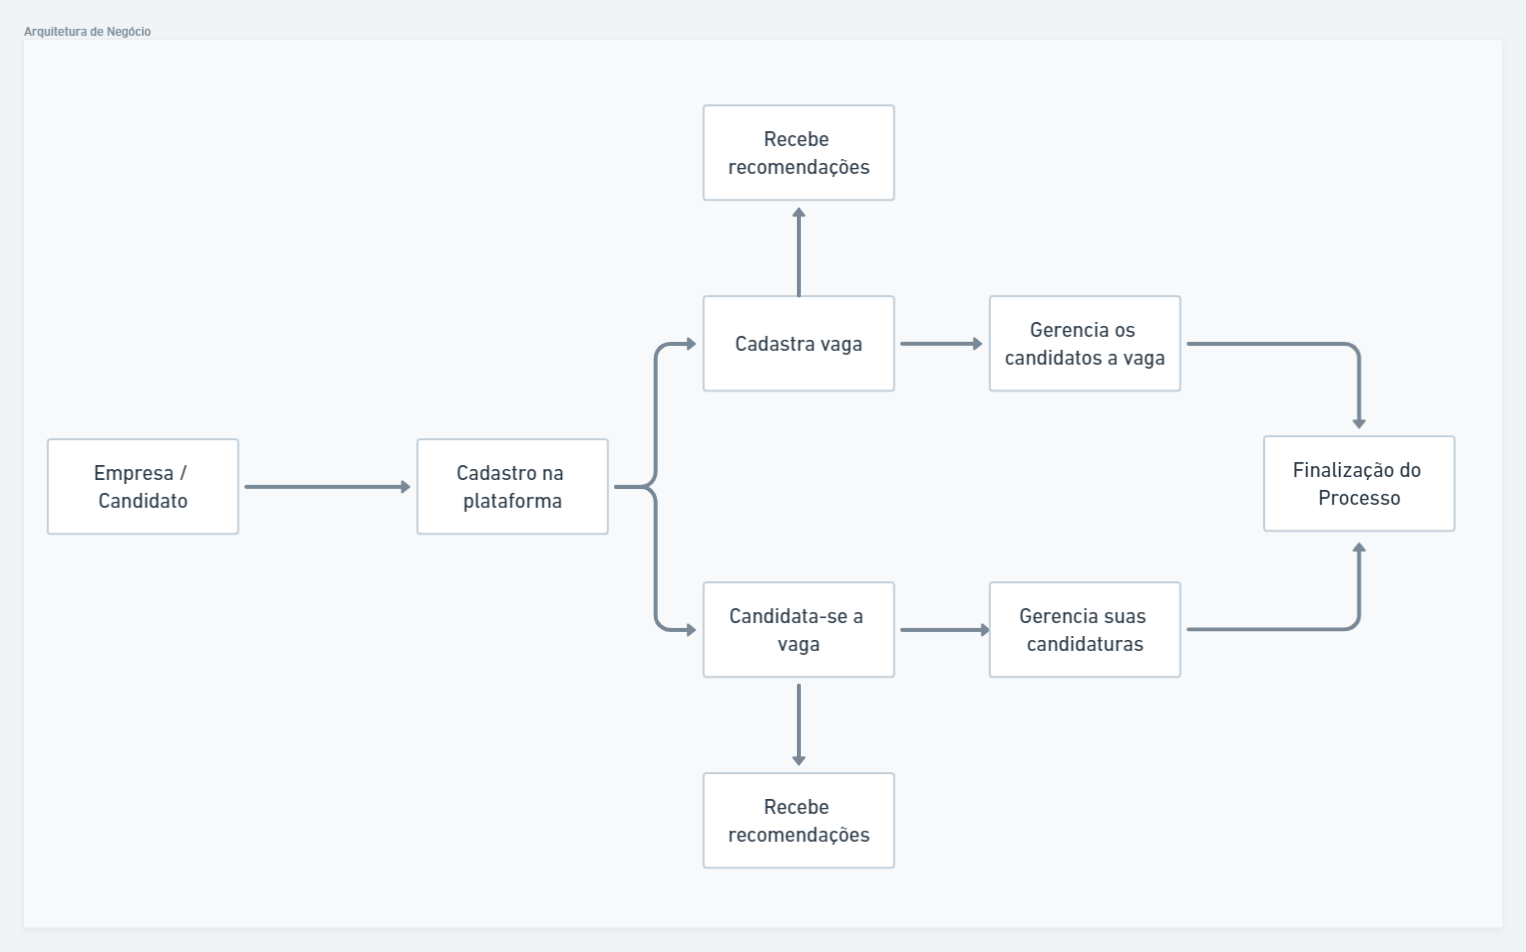 Arquitetura de Negócio
Recebe
recomendações
Cadastra vaga
Gerencia os
candidatos a vaga
Empresa /
Candidato
Cadastro na
plataforma
Finalização do
Processo
Candidata-se a
vaga
Gerencia suas
candidaturas
Recebe
recomendações